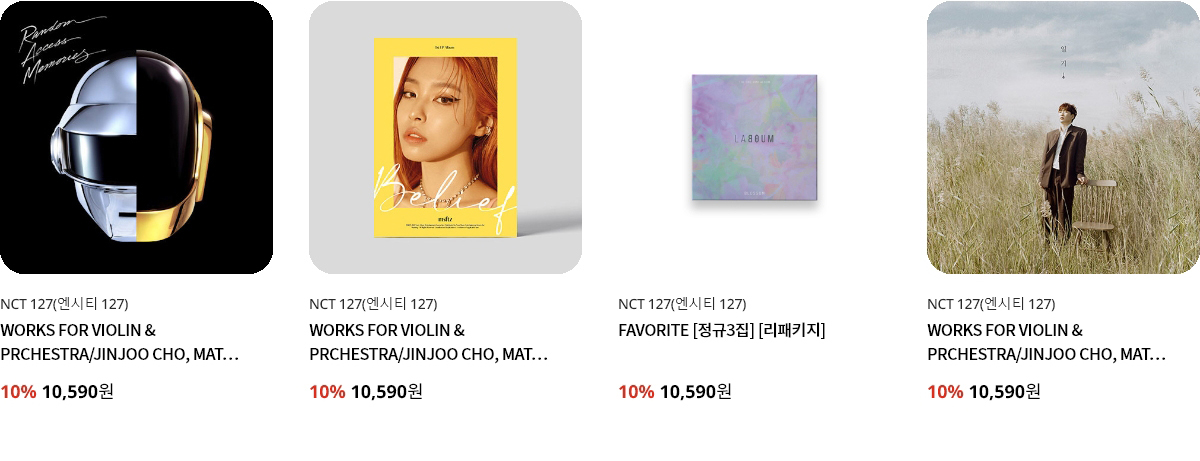 Random
Access
Memories
NCT 127(엔시티 127)
WORKS FOR VIOLIN &
PRCHESTRA/JINJOO CHO, MAT…
10% 10,590원
Belief
msftz
NCT 127(엔시티 127)
WORKS FOR VIOLIN &
PRCHESTRA/JINJOO CHO, MAT…
10% 10,590원
LABOUM
BLOSSOM
NCT 127(엔시티 127)
FAVORITE [정규3집] [리패키지]
10% 10,590원
일
기
NCT 127(엔시티 127)
WORKS FOR VIOLIN &
PRCHESTRA/JINJOO CHO, MAT…
10% 10,590원